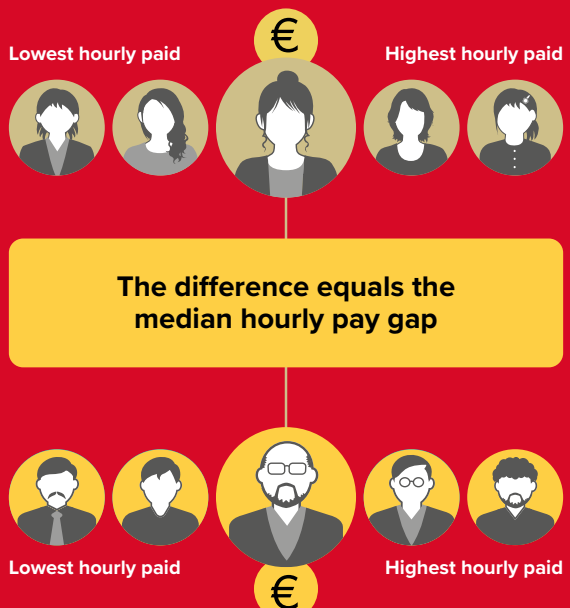 €
Lowest hourly paid
Highest hourly paid
The difference equals the
median hourly pay gap
Lowest hourly paid
Highest hourly paid
€